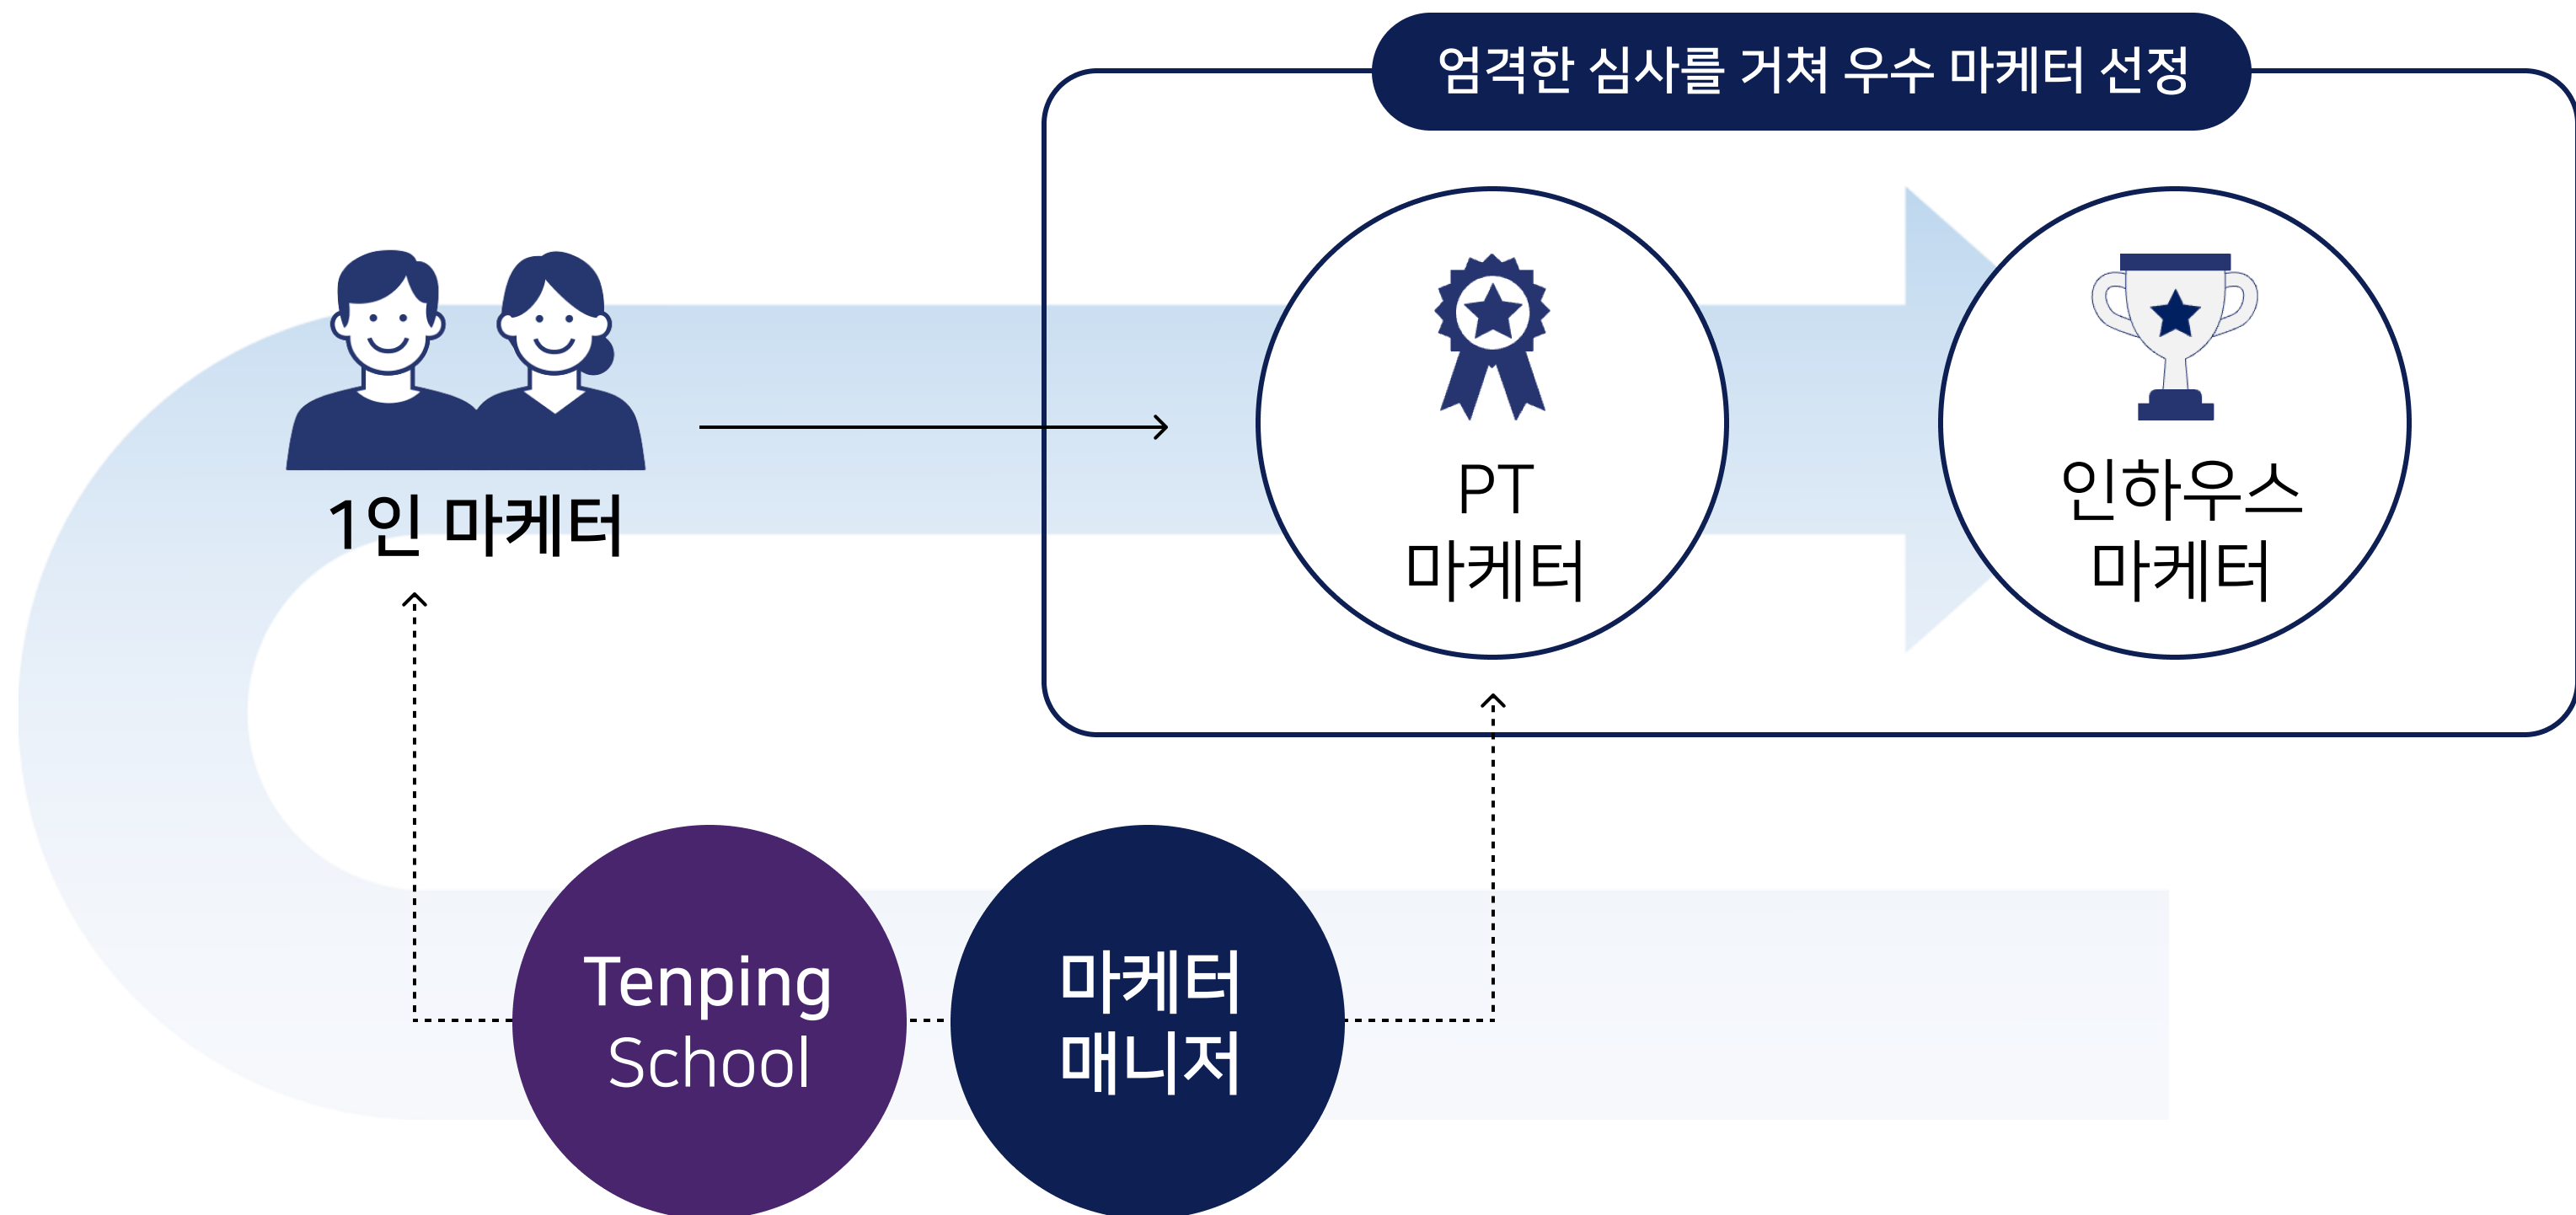 엄격한 심사를 거쳐 우수 마케터 선정
1인 마케터
PT
마케터
인하우스
마케터
Tenping
School
마케터
매니저